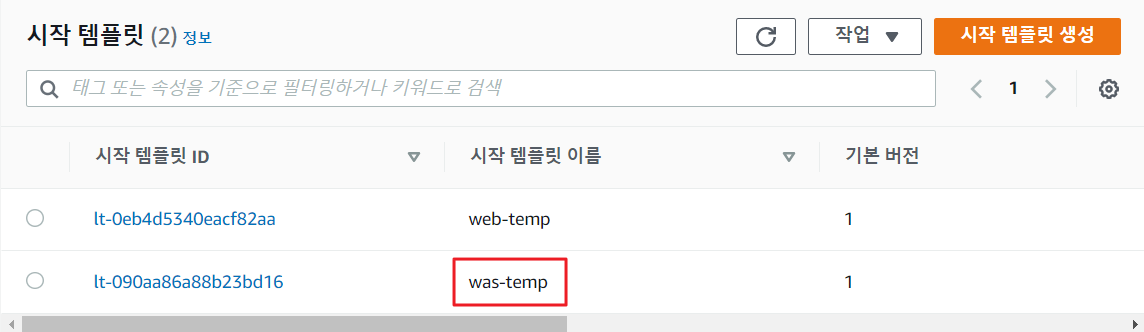 시작 템플릿 (2) 정보
작업
시작 템플릿 생성
태그 또는 속성을 기준으로 필터링하거나 키워드로 검색
1
시작 템플릿 ID 시작 템플릿 이름 기본 버전
lt-0eb4d5340eacf82aa web-temp 1
lt-090aa86a88b23bd16 was-temp 1